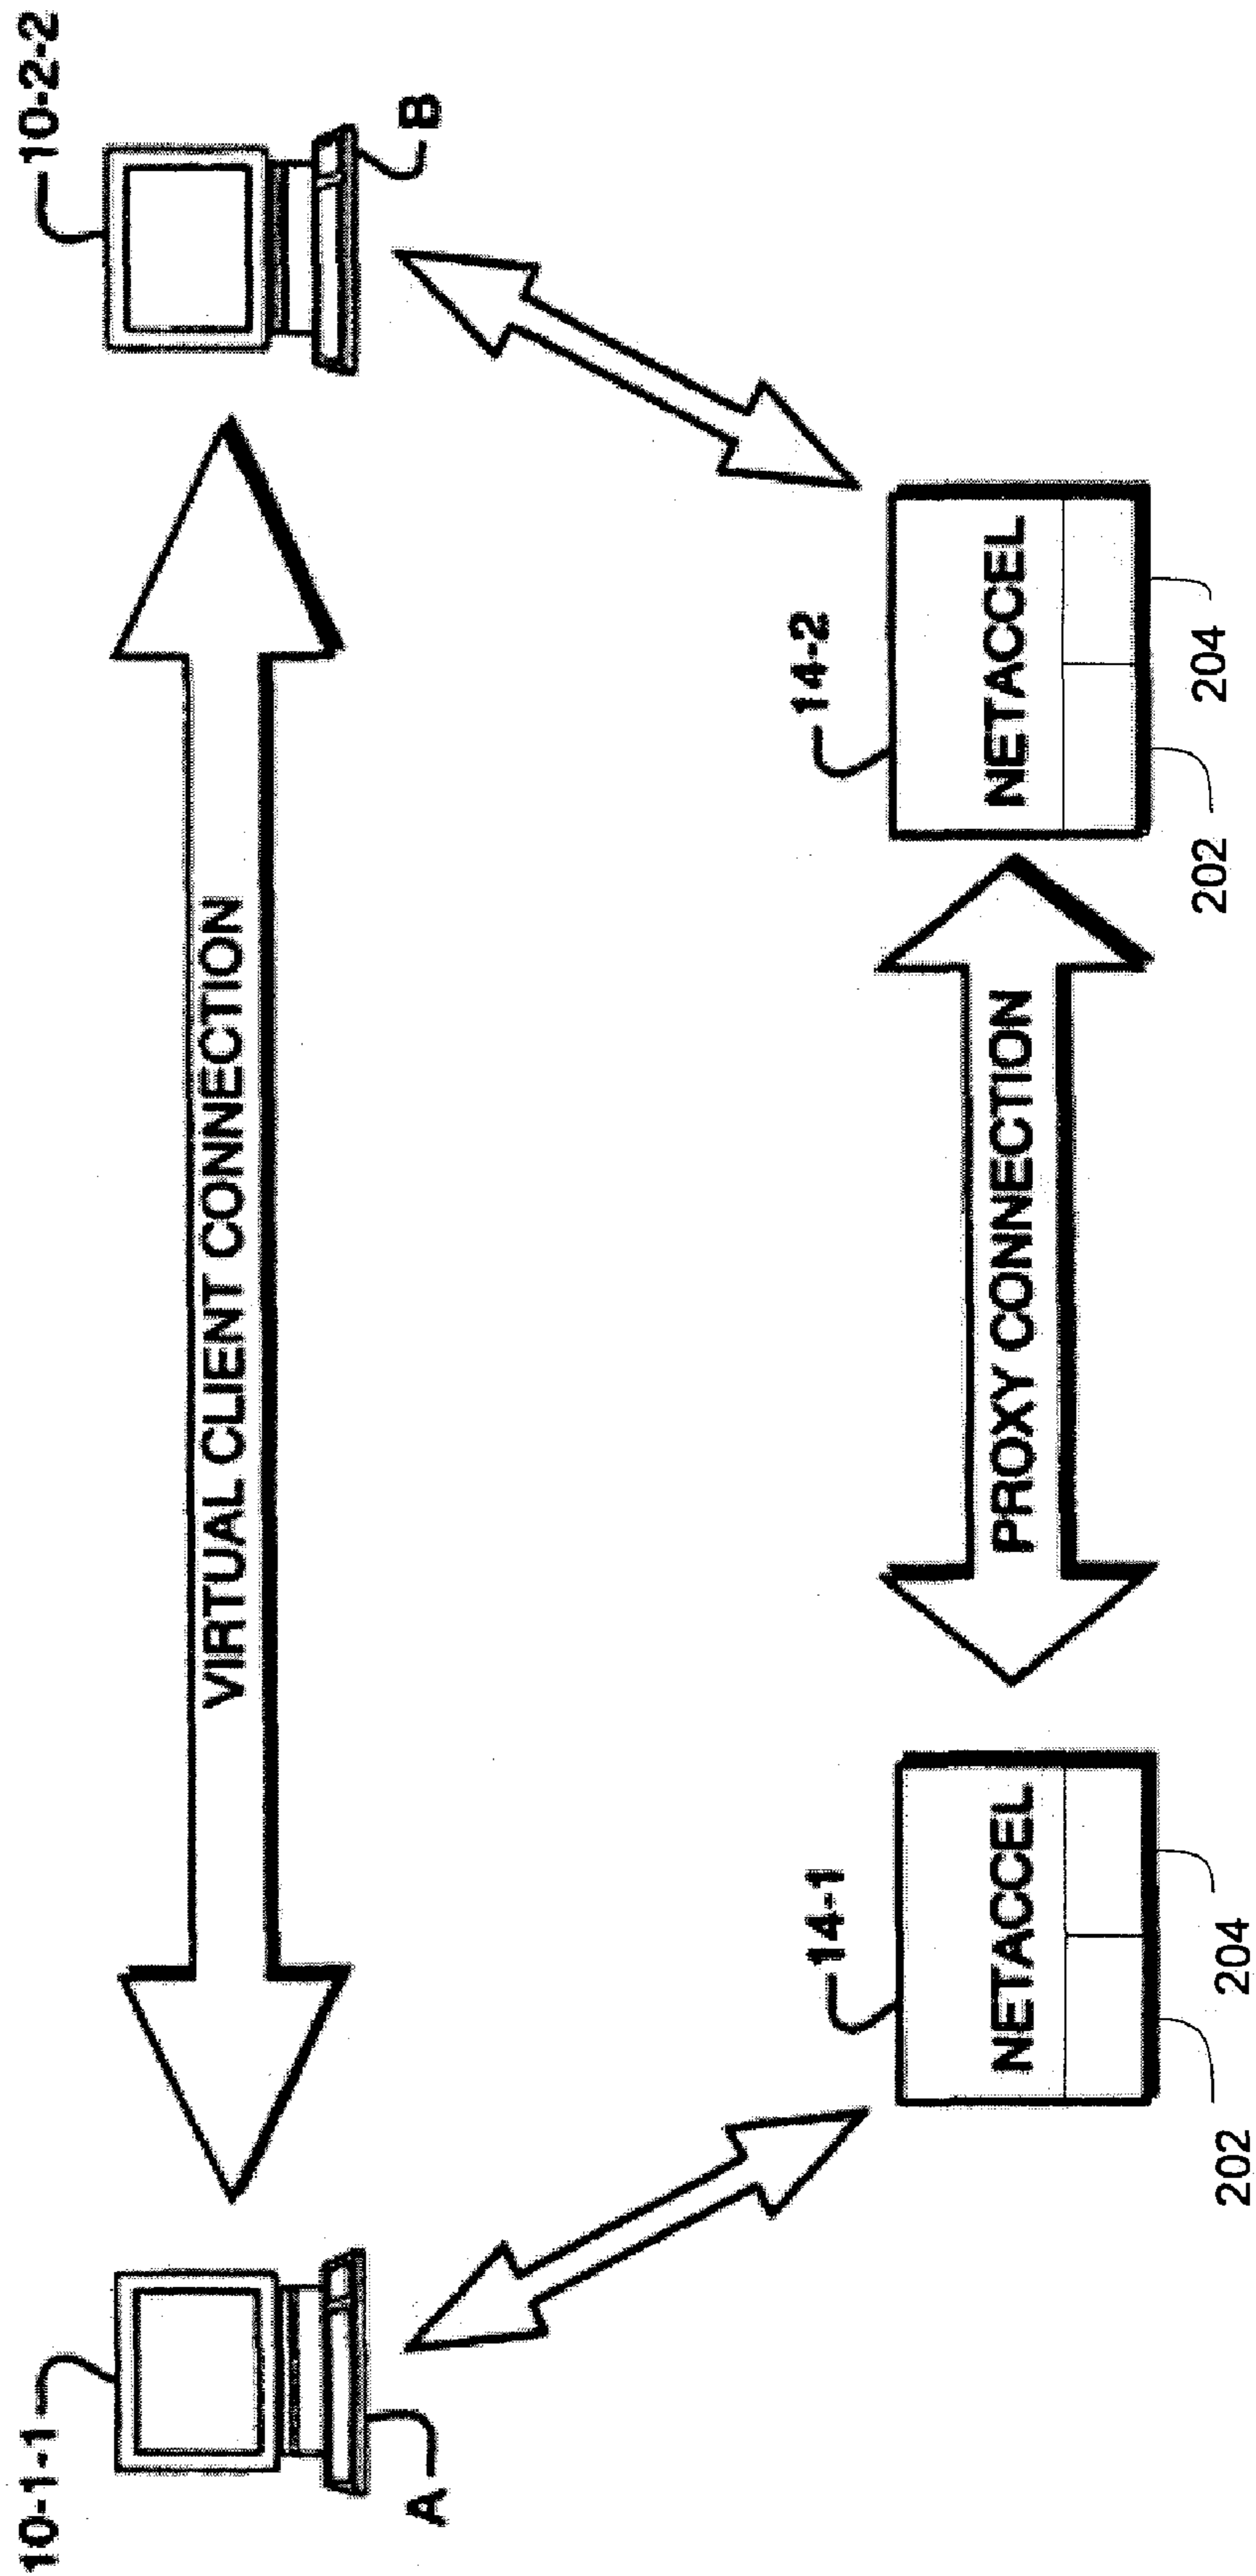 10-1-1
10-2-2
VIRTUAL CLIENT CONNECTION
A
B
14-1
14-2
NETACCEL
PROXY CONNECTION
NETACCEL
202
204
202
204